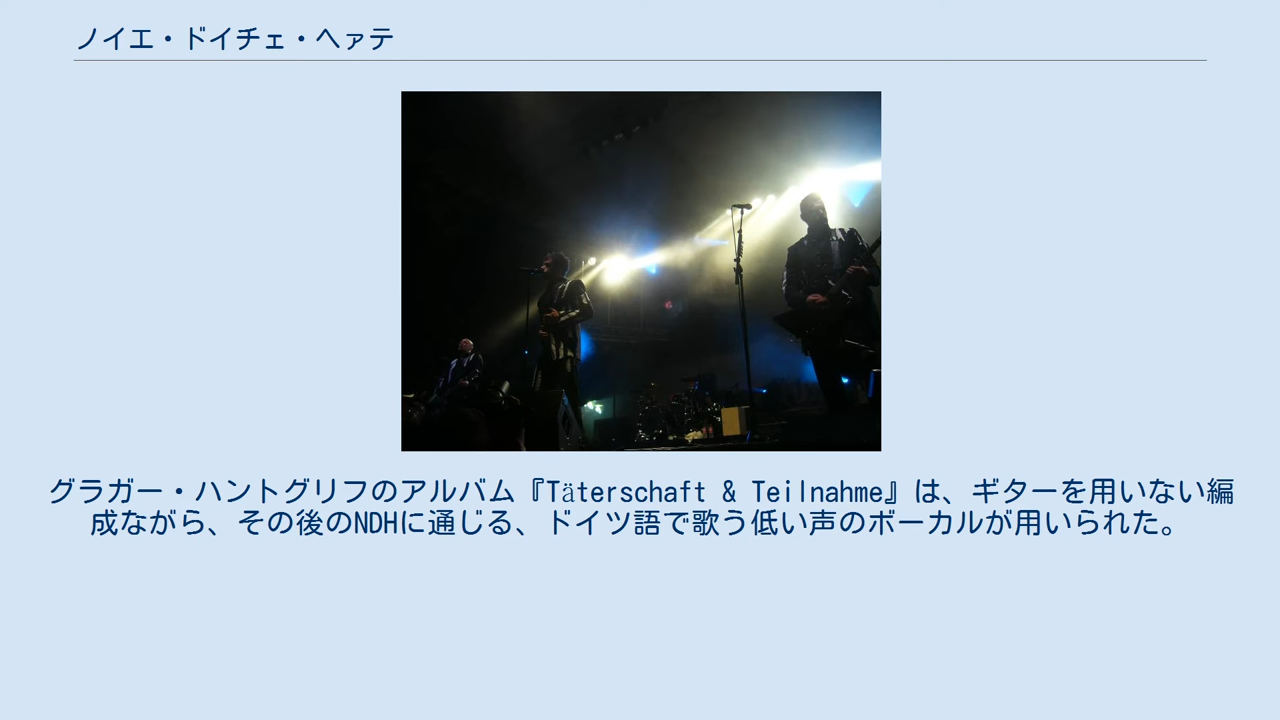 ノイエ・ドイチェ・ヘァテ
グラガー・ハントグリフのアルバム『Täterschaft & Teilnahme』は、ギターを用いない編
成ながら、その後のNDHに通じる、ドイツ語で歌う低い声のボーカルが用いられた。